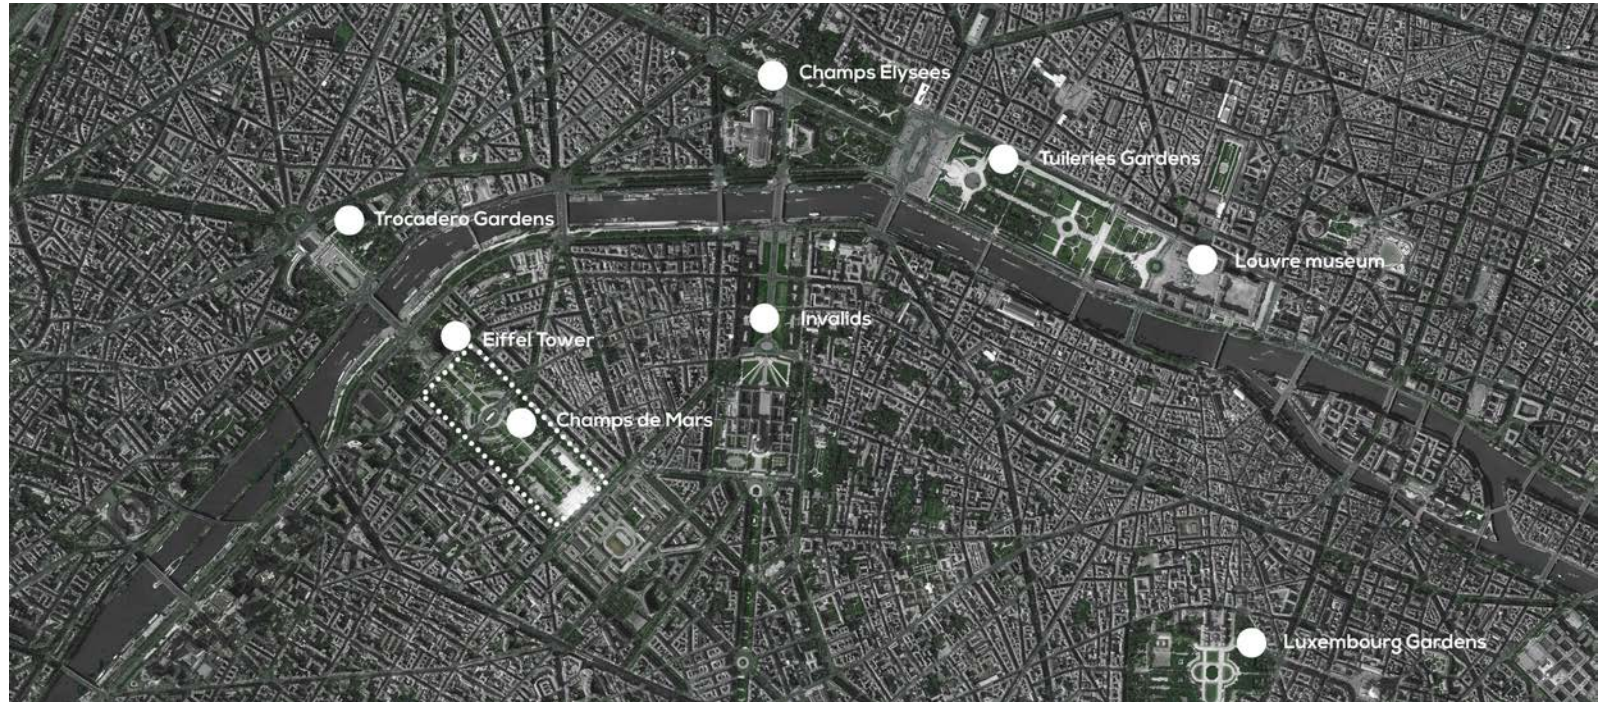 Champs Elysees
Tuileries Gardens
Trocadero Gardens
Louvre museum
Invalids
Eiffel Tower
Champs de Mars
Luxembourg Gardens